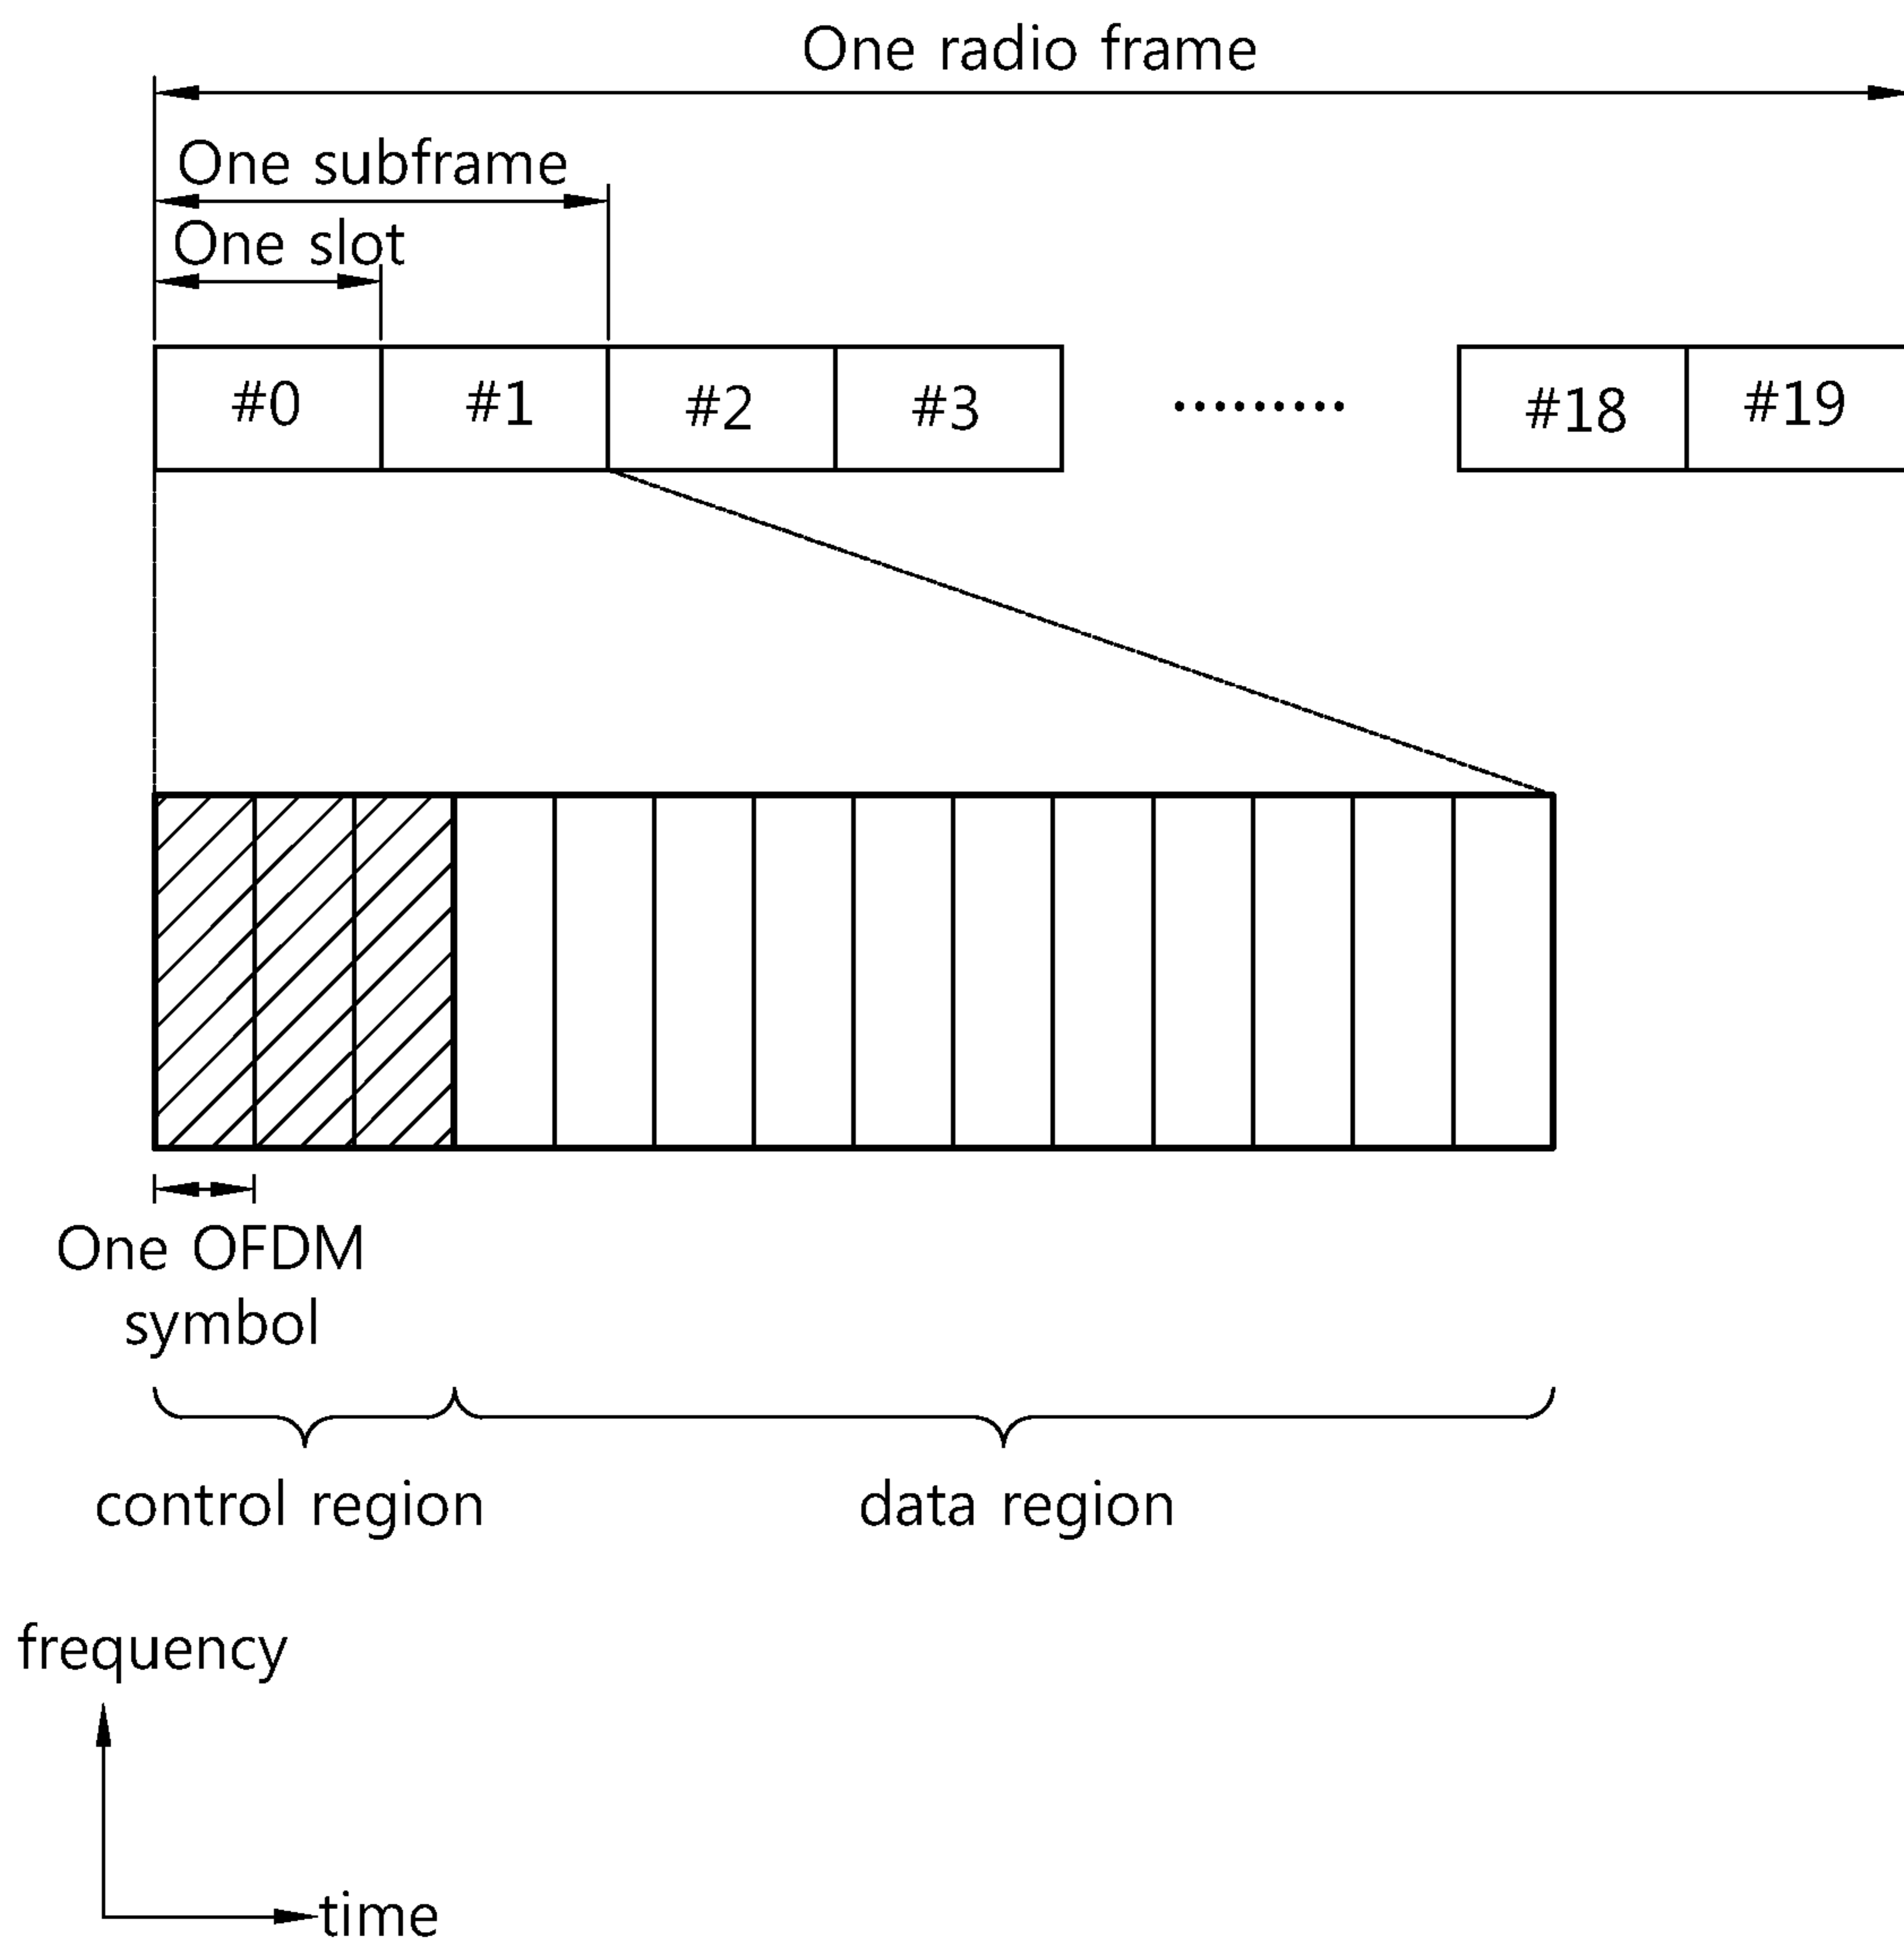 One radio frame
One subframe
One slot
#0 #1 #2 #3 ......... #18 #19
One OFDM
symbol
control region data region
frequency
time